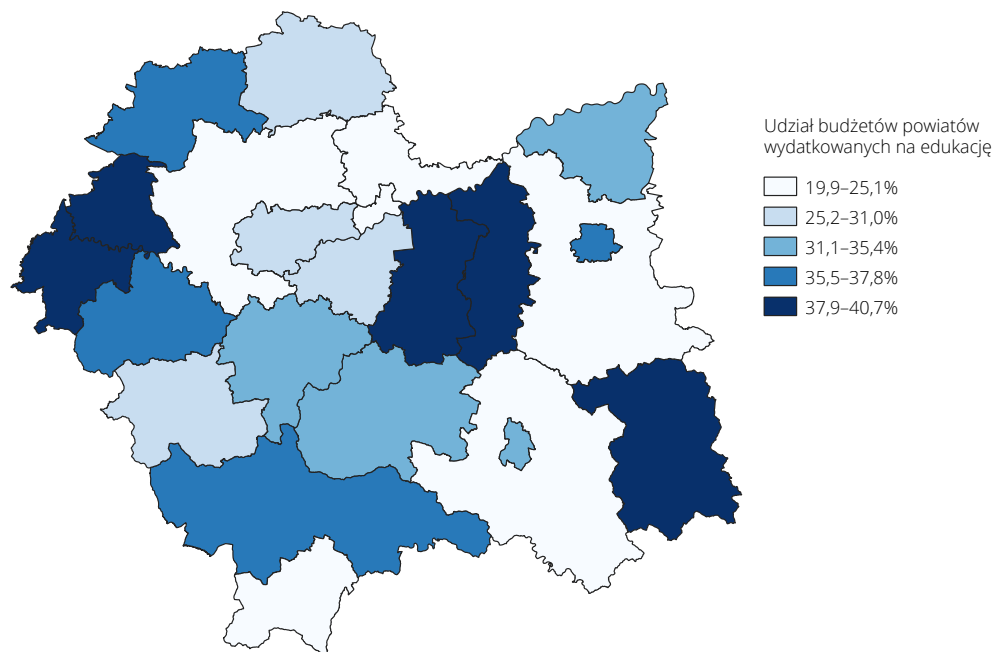 Udział budżetów powiatów
wydatkowanych na edukację
19,9–25,1%
25,2–31,0%
31,1–35,4%
35,5–37,8%
37,9–40,7%